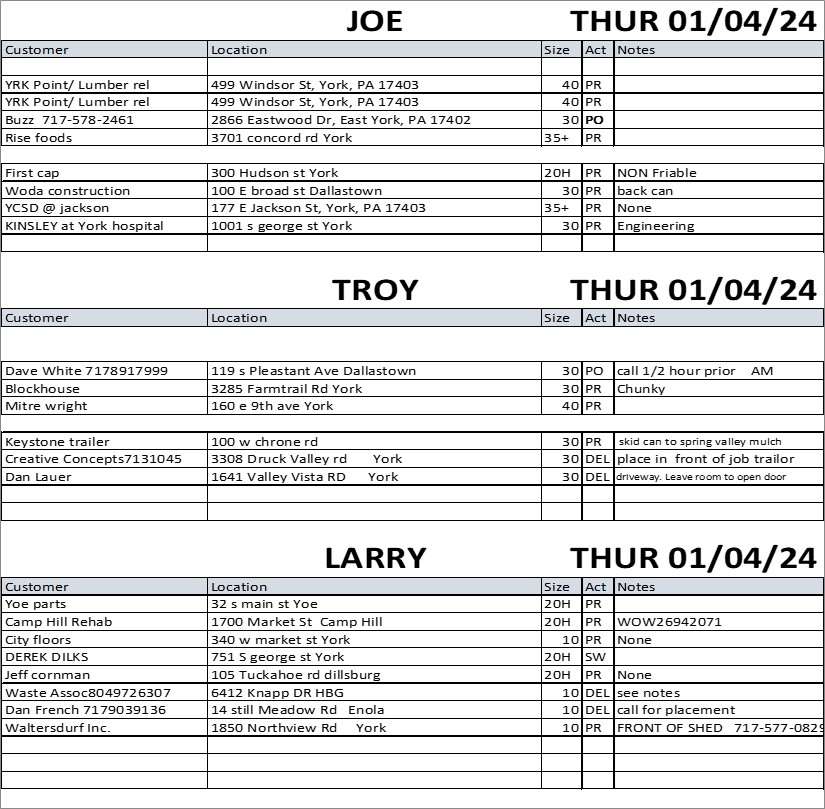 JOE THUR 01/04/24
Customer Location Size Act Notes
YRK Point/ Lumber rel 499 Windsor St, York, PA 17403 40 PR
YRK Point/ Lumber rel 499 Windsor St, York, PA 17403 40 PR
Buzz 717-578-2461 2866 Eastwood Dr, East York, PA 17402 30 PO
Rise foods 3701 concord rd York 35+ PR
First cap 300 Hudson st York 20H PR NON Friable
Woda construction 100 E broad st Dallastown 30 PR back can
YCSD @ jackson 177 E Jackson St, York, PA 17403 35+ PR None
KINSLEY at York hospital 1001 s george st York 30 PR Engineering
TROY THUR 01/04/24
Customer Location Size Act Notes
Dave White 7178917999 119 s Pleastant Ave Dallastown 30 PO call 1/2 hour prior AM
Blockhouse 3285 Farmtrail Rd York 30 PR Chunky
Mitre wright 160 e 9th ave York 40 PR
Keystone trailer 100 w chrone rd 30 PR skid can to spring valley mulch
Creative Concepts7131045 3308 Druck Valley rd York 30 DEL place in front of job trailor
Dan Lauer 1641 Valley Vista RD York 30 DEL driveway. Leave room to open door
LARRY THUR 01/04/24
Customer Location Size Act Notes
Yoe parts 32 s main st Yoe 20H PR
Camp Hill Rehab 1700 Market St Camp Hill 20H PR WOW26942071
City floors 340 w market st York 10 PR None
DEREK DILKS 751 S george st York 20H SW
Jeff cornman 105 Tuckahoe rd dillsburg 20H PR None
Waste Assoc8049726307 6412 Knapp DR HBG 10 DEL see notes
Dan French 7179039136 14 still Meadow Rd Enola 10 DEL call for placement
Waltersdurf Inc. 1850 Northview Rd York 10 PR FRONT OF SHED 717-577-0829